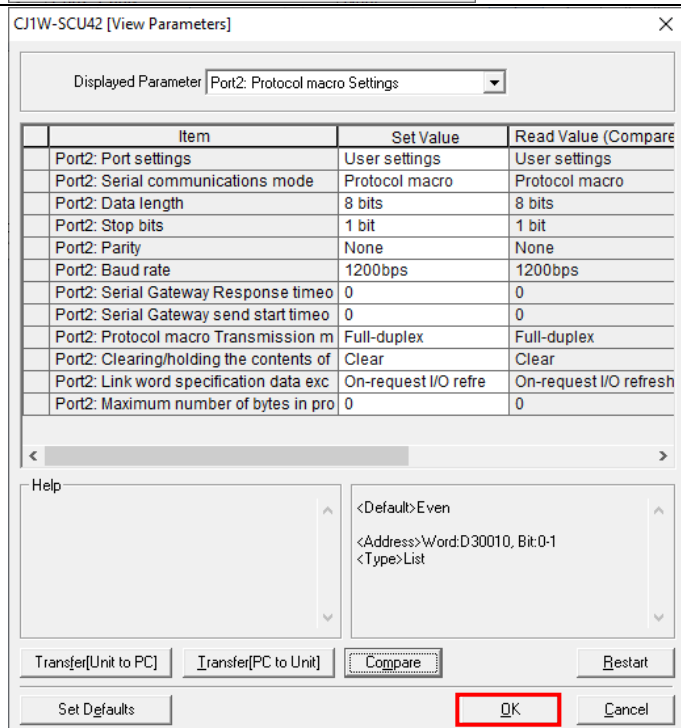 CJ1W-SCU42 [View Parameters]
Displayed Parameter Port2: Protocol macro Settings
Item Set Value Read Value (Compare
Port2: Port settings User settings User settings
Port2: Serial communications mode Protocol macro Protocol macro
Port2: Data length 8 bits 8 bits
Port2: Stop bits 1 bit 1 bit
Port2: Parity None None
Port2: Baud rate 1200bps 1200bps
Port2: Serial Gateway Response timeo 0 0
Port2: Serial Gateway send start timeo 0 0
Port2: Protocol macro Transmission m Full-duplex Full-duplex
Port2: Clearing/holding the contents of Clear Clear
Port2: Link word specification data exc On-request I/O refre On-request I/O refresh
Port2: Maximum number of bytes in pro 0 0
Help
<Default>Even
<Address>Word:D30010, Bit:0-1
<Type>List
Transfer[Unit to PC] Transfer[PC to Unit] Compare Restart
Set Defaults OK Cancel